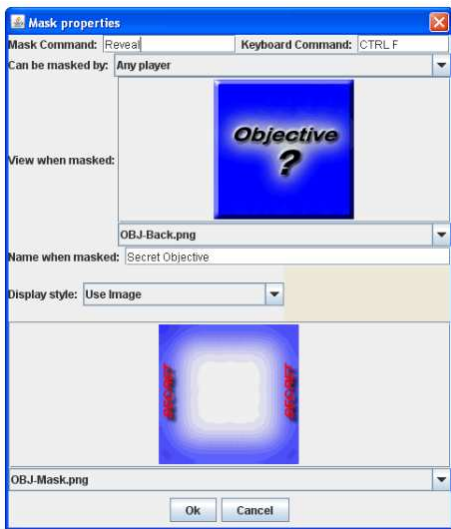 Mask properties
Mask Command: Reveal Keyboard Command: CTRL F
Can be masked by: Any player
Objective
?
View when masked:
OBJ-Back.png
Name when masked: Secret Objective
Display style: Use Image
SECRET SECRET
OBJ-Mask.png
Ok Cancel